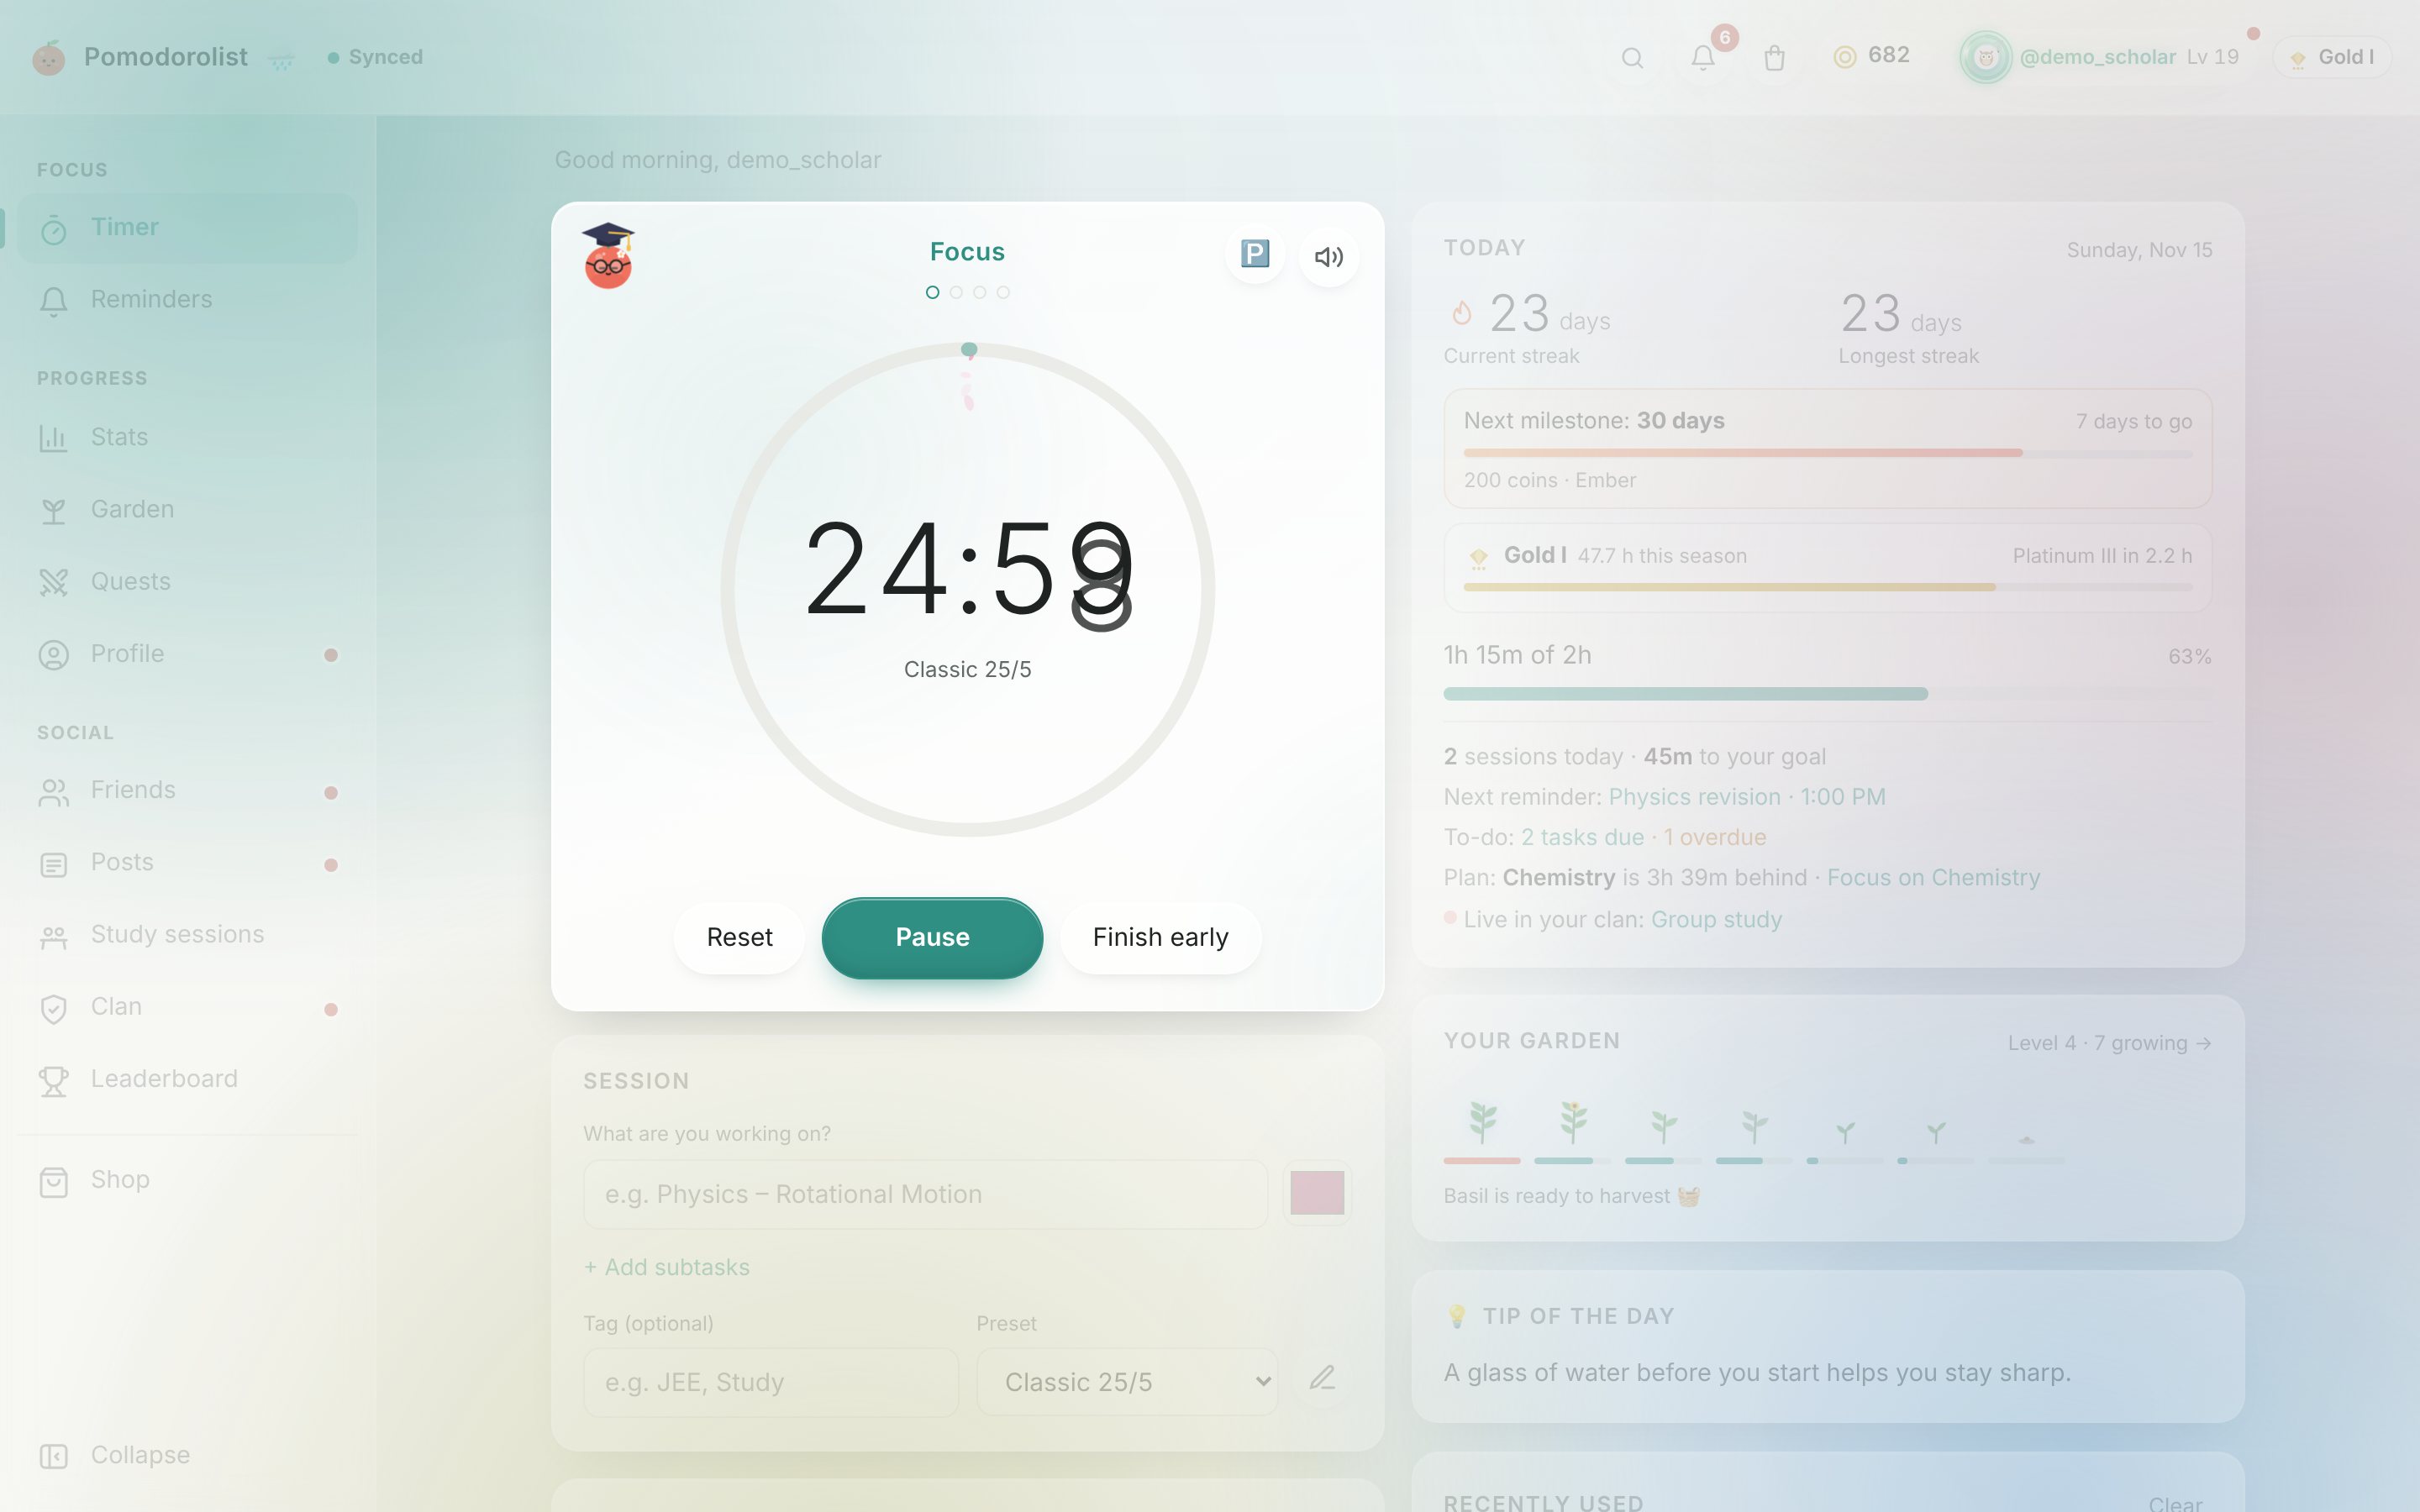 Pomodorolist
Synced
6
682
@demo_scholar Lv 19
Gold I
FOCUS
Timer
Reminders
PROGRESS
Stats
Garden
Quests
Profile
SOCIAL
Friends
Posts
Study sessions
Clan
Leaderboard
Shop
Collapse
Good morning, demo_scholar
Focus
P
24:59
Classic 25/5
Reset
Pause
Finish early
SESSION
What are you working on?
e.g. Physics – Rotational Motion
+ Add subtasks
Tag (optional)
Preset
e.g. JEE, Study
Classic 25/5
TODAY
Sunday, Nov 15
23 days
Current streak
23 days
Longest streak
Next milestone: 30 days
7 days to go
200 coins · Ember
Gold I 47.7 h this season
Platinum III in 2.2 h
1h 15m of 2h
63%
2 sessions today · 45m to your goal
Next reminder: Physics revision · 1:00 PM
To-do: 2 tasks due · 1 overdue
Plan: Chemistry is 3h 39m behind · Focus on Chemistry
Live in your clan: Group study
YOUR GARDEN
Level 4 · 7 growing →
Basil is ready to harvest
TIP OF THE DAY
A glass of water before you start helps you stay sharp.
RECENTLY USED
Clear